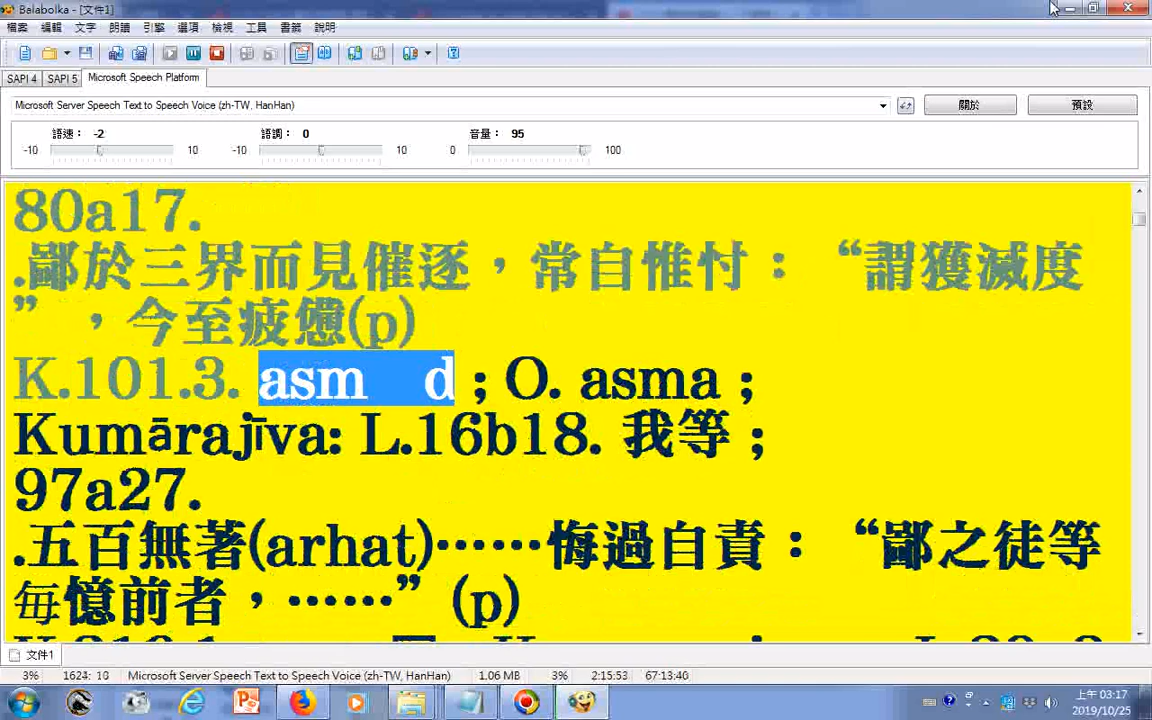 Balabolka - [文件1]
檔案 編輯 文字 朗讀 引擎 選項 檢視 工具 書籤 說明
SAPI 4 SAPI 5 Microsoft Speech Platform
Microsoft Server Speech Text to Speech Voice (zh-TW, HanHan) 關於 預設
語速： -2 語調： 0 音量： 95
-10 10 -10 10 0 100
80a17.
.鄙於三界而見催逐，常自惟忖：“謂獲滅度
”，今至疲憊(p)
K.101.3. asm d；O. asma；
Kumārajīva: L.16b18. 我等；
97a27.
.五百無著(arhat)……悔過自責：“鄙之徒等
毎憶前者，……”(p)
文件1
3% 1624: 10 Microsoft Server Speech Text to Speech Voice (zh-TW, HanHan) 1.06 MB 3% 2:15:53 67:13:40
上午 03:17
2019/10/25